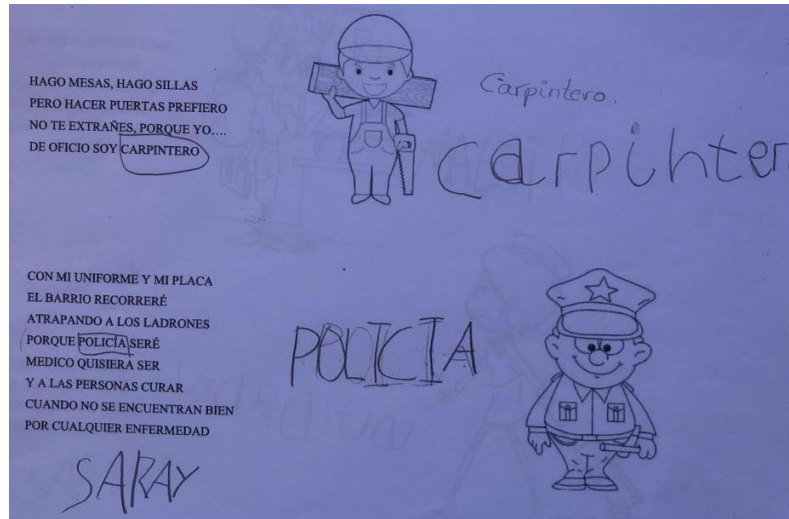 HAGO MESAS, HAGO SILLAS
PERO HACER PUERTAS PREFIERO
NO TE EXTRAÑES, PORQUE YO....
DE OFICIO SOY CARPINTERO
Carpintero.
carpinter
CON MI UNIFORME Y MI PLACA
EL BARRIO RECORRERÉ
ATRAPANDO A LOS LADRONES
PORQUE POLICÍA SERÉ
MEDICO QUISIERA SER
Y A LAS PERSONAS CURAR
CUANDO NO SE ENCUENTRAN BIEN
POR CUALQUIER ENFERMEDAD
POLICIA
SARAY